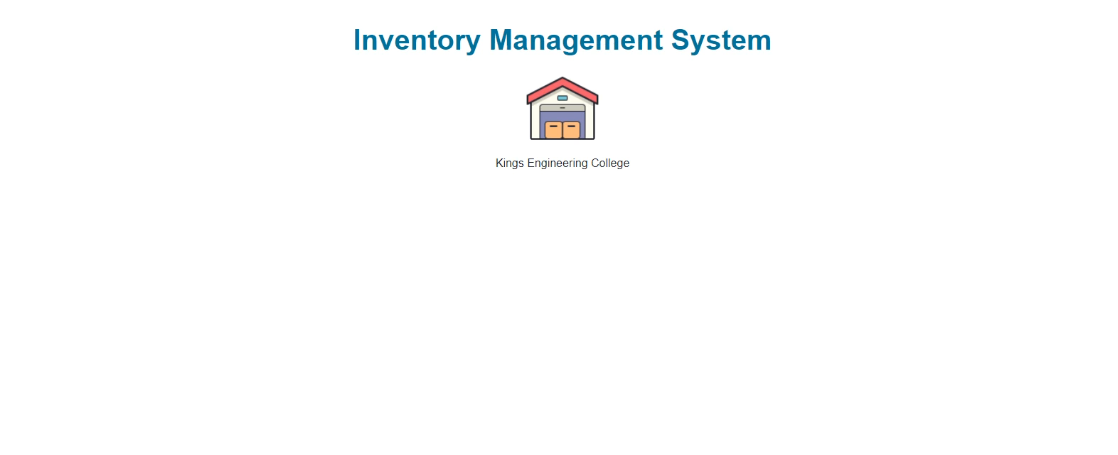 Inventory Management System
Kings Engineering College